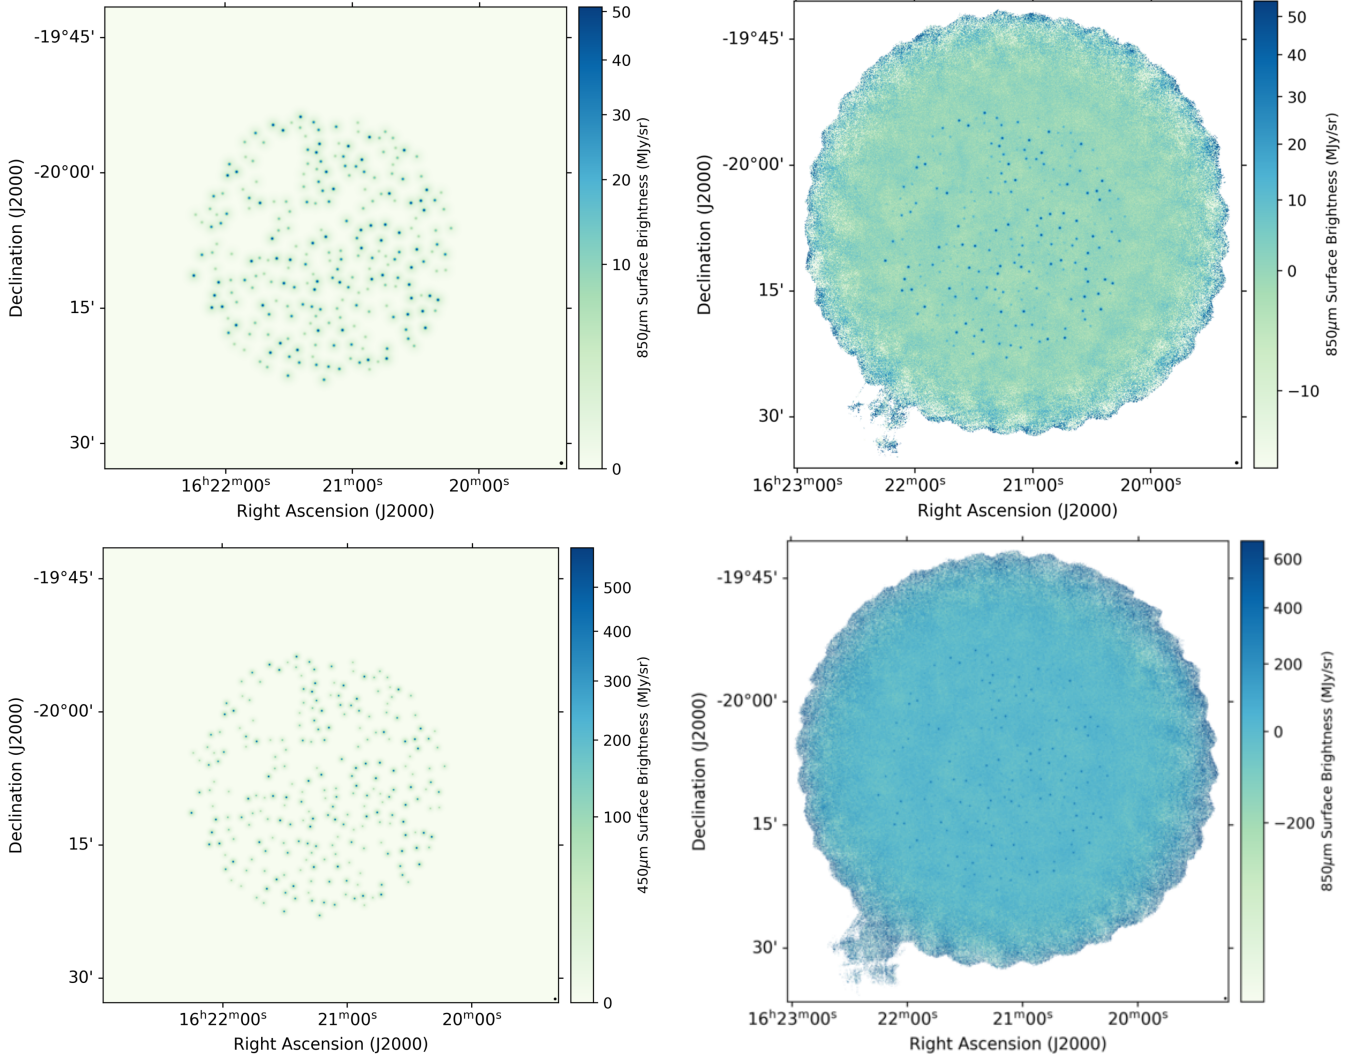 -19°45'
-20°00'
15'
30'
Declination (J2000)
16ʰ22ᵐ00ˢ 21ᵐ00ˢ 20ᵐ00ˢ
Right Ascension (J2000)
50
40
30
20
10
0
850μm Surface Brightness (MJy/sr)
-19°45'
-20°00'
15'
30'
Declination (J2000)
16ʰ23ᵐ00ˢ 22ᵐ00ˢ 21ᵐ00ˢ 20ᵐ00ˢ
Right Ascension (J2000)
50
40
30
20
10
0
−10
850μm Surface Brightness (MJy/sr)
-19°45'
-20°00'
15'
30'
Declination (J2000)
16ʰ22ᵐ00ˢ 21ᵐ00ˢ 20ᵐ00ˢ
Right Ascension (J2000)
500
400
300
200
100
0
450μm Surface Brightness (MJy/sr)
-19°45'
-20°00'
15'
30'
Declination (J2000)
16ʰ23ᵐ00ˢ 22ᵐ00ˢ 21ᵐ00ˢ 20ᵐ00ˢ
Right Ascension (J2000)
600
400
200
0
−200
850μm Surface Brightness (MJy/sr)